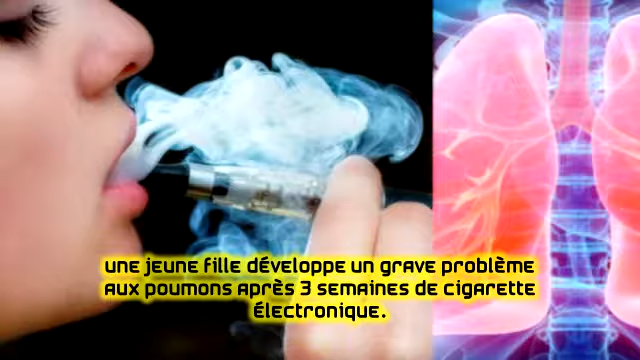 une jeune fille développe un grave problème
aux poumons après 3 semaines de cigarette
électronique.